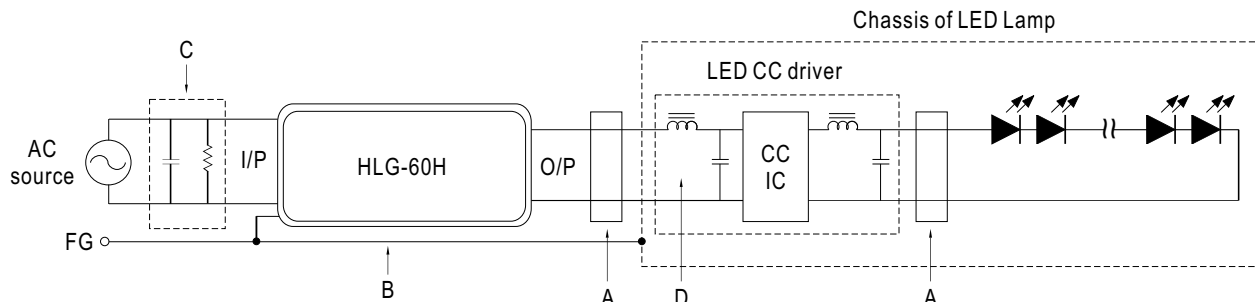 Chassis of LED Lamp
C
LED CC driver
AC
source
I/P
HLG-60H
O/P
CC
IC
FG
B
A
D
A